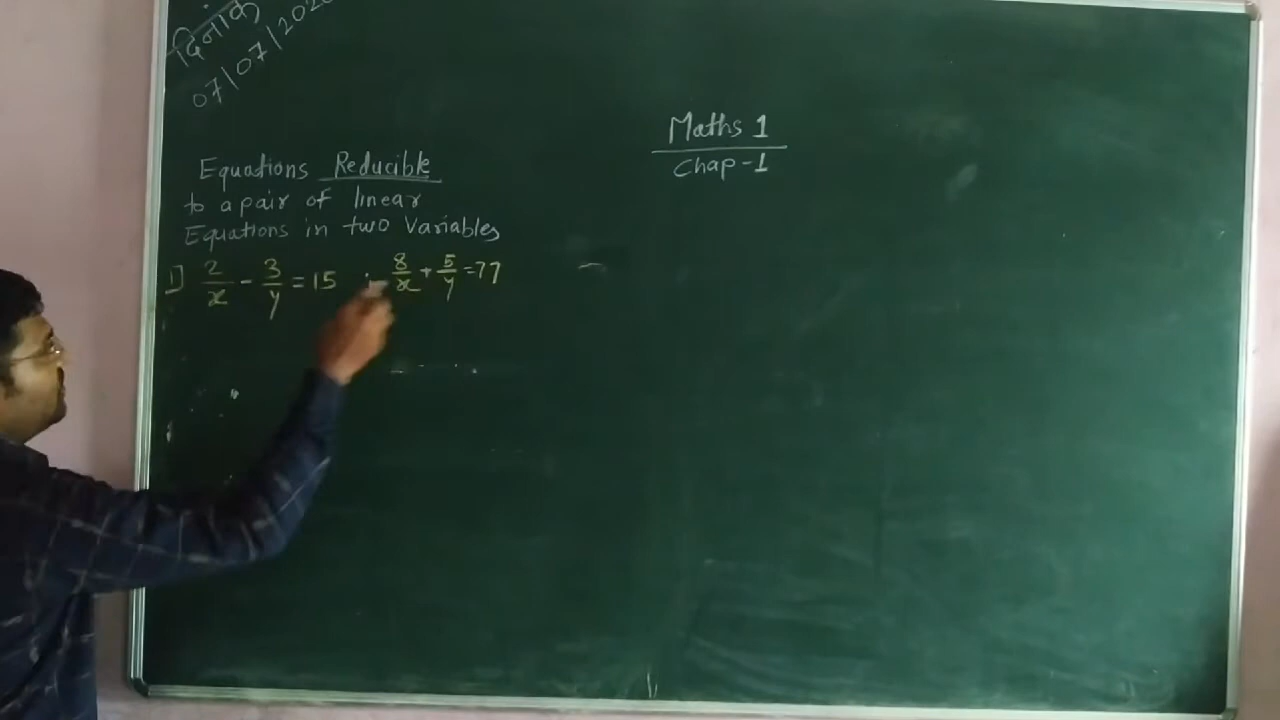 दिनांक
07/07/2020
Maths 1
Chap-1
Equations Reducible
to a pair of linear
Equations in two Variables
1] 2/x - 3/y = 15 ; 8/x + 5/y = 77